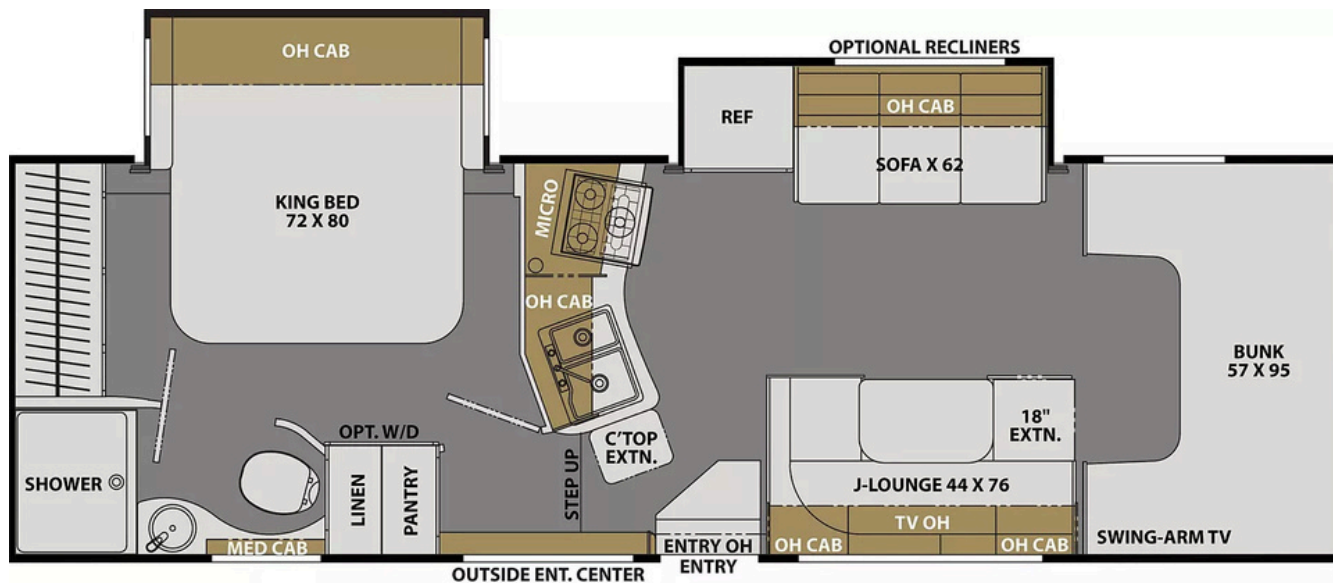 OH CAB
KING BED
72 X 80
OPTIONAL RECLINERS
REF
OH CAB
SOFA X 62
MICRO
OH CAB
C'TOP
EXTN.
STEP UP
BUNK
57 X 95
SWING-ARM TV
18"
EXTN.
J-LOUNGE 44 X 76
TV OH
OH CAB
OH CAB
ENTRY OH
ENTRY
OUTSIDE ENT. CENTER
OPT. W/D
LINEN
PANTRY
SHOWER
MED CAB